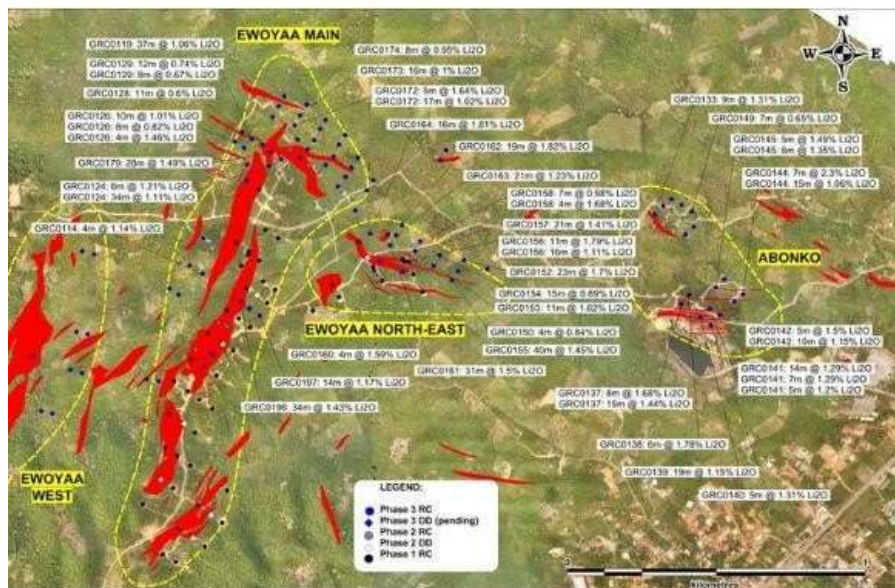 EWOYAA MAIN
GRC0119: 37m @ 1.06% Li2O
GRC0129: 12m @ 0.74% Li2O
GRC0129: 8m @ 0.67% Li2O
GRC0128: 11m @ 0.6% Li2O
GRC0126: 10m @ 1.01% Li2O
GRC0126: 8m @ 0.82% Li2O
GRC0126: 4m @ 1.46% Li2O
GRC0179: 28m @ 1.49% Li2O
GRC0124: 6m @ 1.21% Li2O
GRC0124: 34m @ 1.11% Li2O
GRC0114: 4m @ 1.14% Li2O
GRC0174: 8m @ 0.95% Li2O
GRC0173: 16m @ 1% Li2O
GRC0172: 8m @ 1.64% Li2O
GRC0172: 17m @ 1.02% Li2O
GRC0164: 16m @ 1.81% Li2O
GRC0162: 19m @ 1.82% Li2O
GRC0163: 21m @ 1.23% Li2O
GRC0158: 7m @ 0.98% Li2O
GRC0158: 4m @ 1.68% Li2O
GRC0157: 21m @ 1.41% Li2O
GRC0156: 11m @ 1.79% Li2O
GRC0156: 16m @ 1.11% Li2O
GRC0152: 23m @ 1.7% Li2O
GRC0154: 15m @ 0.89% Li2O
GRC0153: 11m @ 1.02% Li2O
GRC0150: 4m @ 0.84% Li2O
GRC0155: 40m @ 1.45% Li2O
GRC0161: 31m @ 1.5% Li2O
GRC0160: 4m @ 1.59% Li2O
GRC0197: 14m @ 1.17% Li2O
GRC0196: 34m @ 1.43% Li2O
EWOYAA NORTH-EAST
EWOYAA
WEST
N
W
E
S
GRC0133: 9m @ 1.31% Li2O
GRC0149: 7m @ 0.65% Li2O
GRC0145: 5m @ 1.49% Li2O
GRC0145: 6m @ 1.35% Li2O
GRC0144: 7m @ 2.3% Li2O
GRC0144: 15m @ 1.06% Li2O
ABONKO
GRC0142: 5m @ 1.5% Li2O
GRC0142: 10m @ 1.15% Li2O
GRC0141: 14m @ 1.29% Li2O
GRC0141: 7m @ 1.29% Li2O
GRC0141: 5m @ 1.2% Li2O
GRC0137: 8m @ 1.68% Li2O
GRC0137: 15m @ 1.44% Li2O
GRC0138: 6m @ 1.78% Li2O
GRC0139: 19m @ 1.15% Li2O
GRC0140: 5m @ 1.31% Li2O
LEGEND:
Phase 3 RC
Phase 3 DD (pending)
Phase 2 RC
Phase 2 DD
Phase 1 RC
0
1
Kilometers